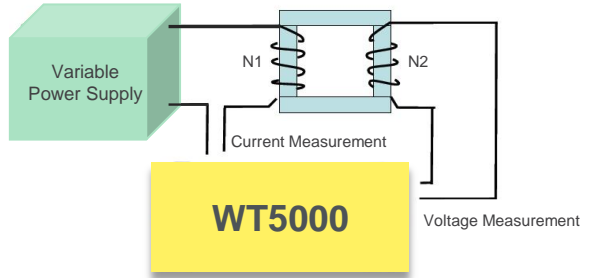 Variable
Power Supply
N1
N2
Current Measurement
WT5000
Voltage Measurement